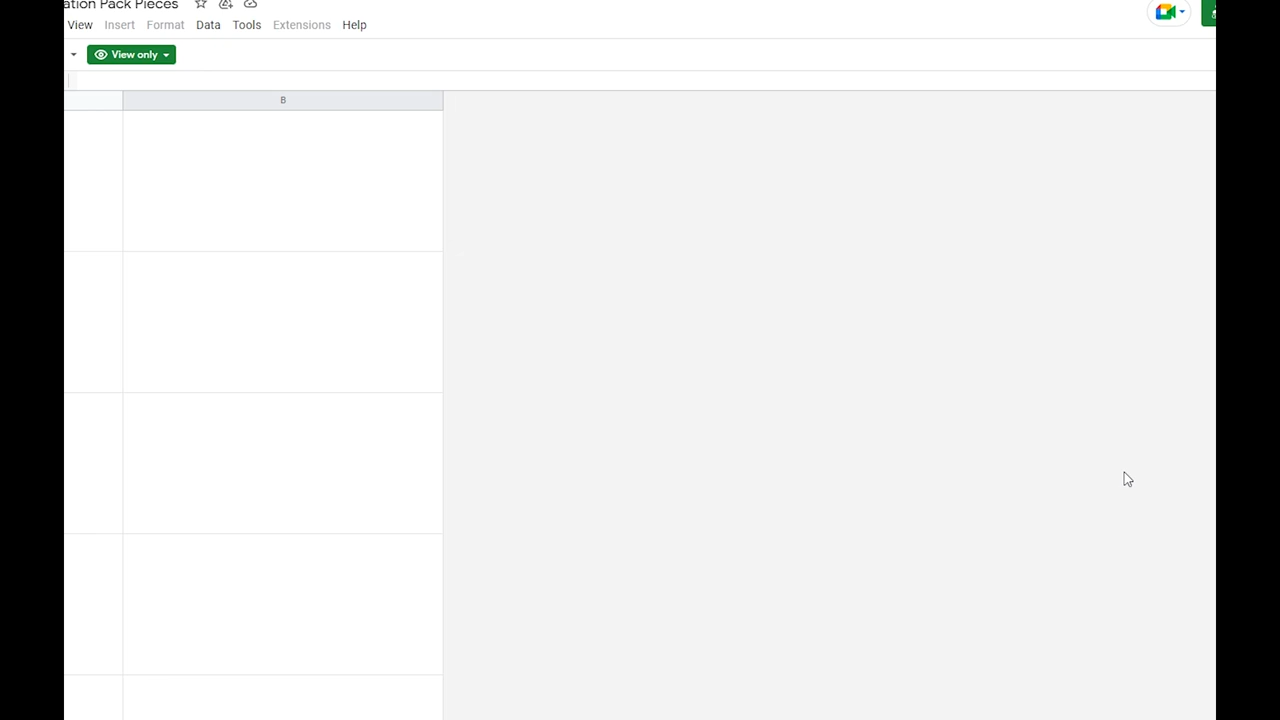 ation Pack Pieces
View Insert Format Data Tools Extensions Help
View only
B